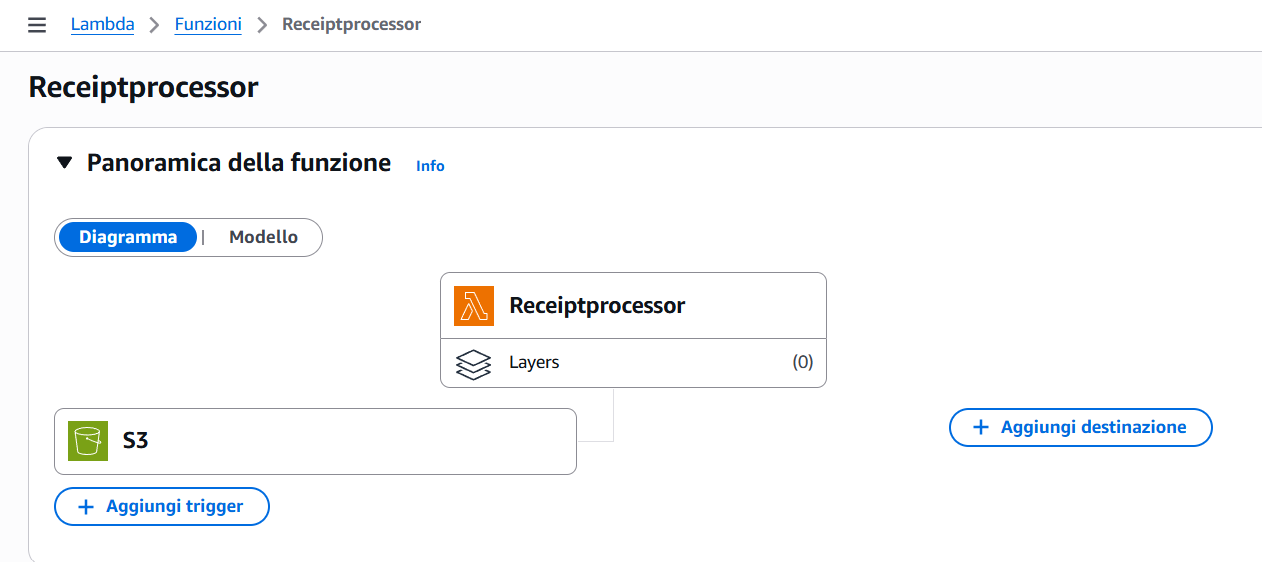 Lambda > Funzioni > Receiptprocessor
Receiptprocessor
Panoramica della funzione Info
Diagramma | Modello
Receiptprocessor
Layers (0)
S3
+ Aggiungi destinazione
+ Aggiungi trigger